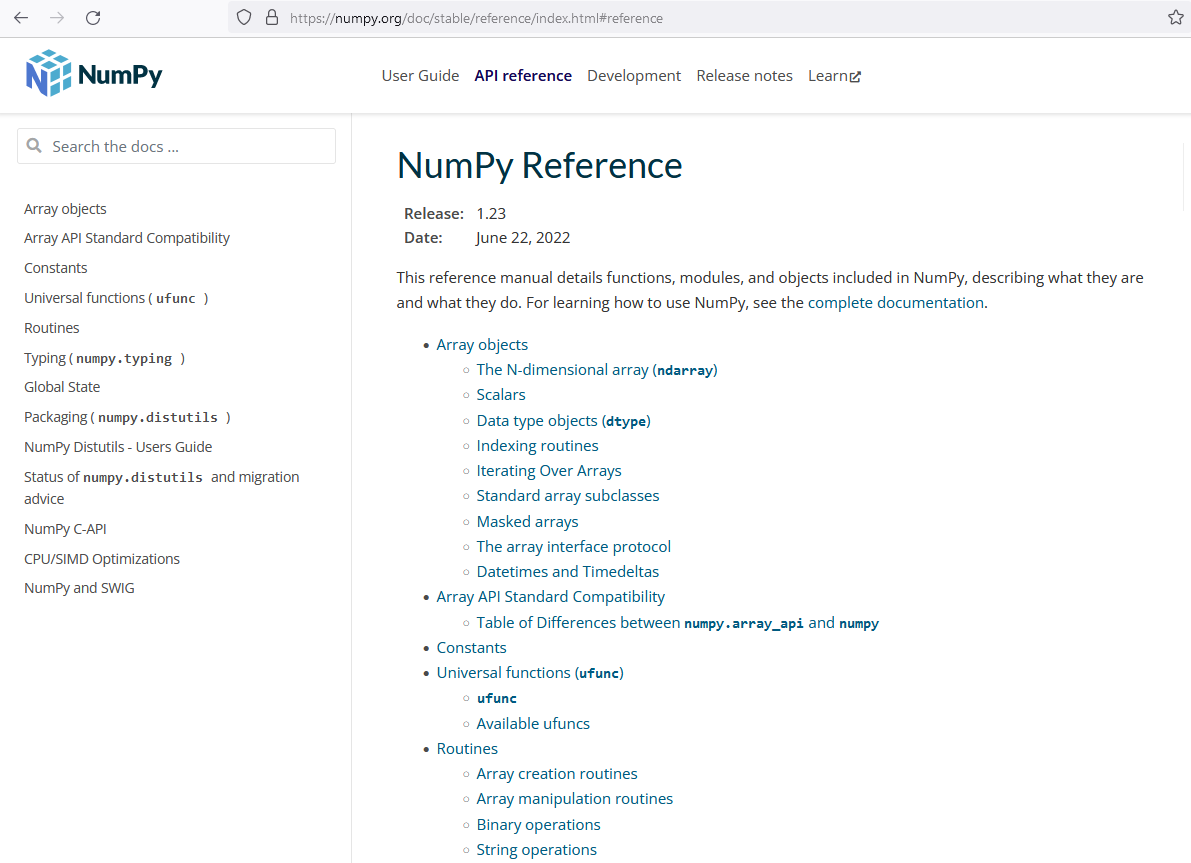 https://numpy.org/doc/stable/reference/index.html#reference
NumPy
User Guide API reference Development Release notes Learn
Search the docs ...
Array objects
Array API Standard Compatibility
Constants
Universal functions ( ufunc )
Routines
Typing ( numpy.typing )
Global State
Packaging ( numpy.distutils )
NumPy Distutils - Users Guide
Status of numpy.distutils and migration
advice
NumPy C-API
CPU/SIMD Optimizations
NumPy and SWIG
NumPy Reference
Release: 1.23
Date: June 22, 2022
This reference manual details functions, modules, and objects included in NumPy, describing what they are
and what they do. For learning how to use NumPy, see the complete documentation.
Array objects
The N-dimensional array (ndarray)
Scalars
Data type objects (dtype)
Indexing routines
Iterating Over Arrays
Standard array subclasses
Masked arrays
The array interface protocol
Datetimes and Timedeltas
Array API Standard Compatibility
Table of Differences between numpy.array_api and numpy
Constants
Universal functions (ufunc)
ufunc
Available ufuncs
Routines
Array creation routines
Array manipulation routines
Binary operations
String operations